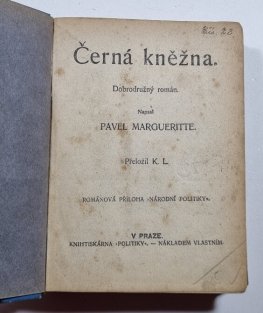 Černá kněžna.
Dobrodružný román.
Napsal
PAVEL MARGUERITTE.
Přeložil K. L.
ROMÁNOVÁ PŘÍLOHA »NÁRODNÍ POLITIKY«.
V PRAZE.
KNIHTISKÁRNA »POLITIKY«. — NÁKLADEM VLASTNÍM.